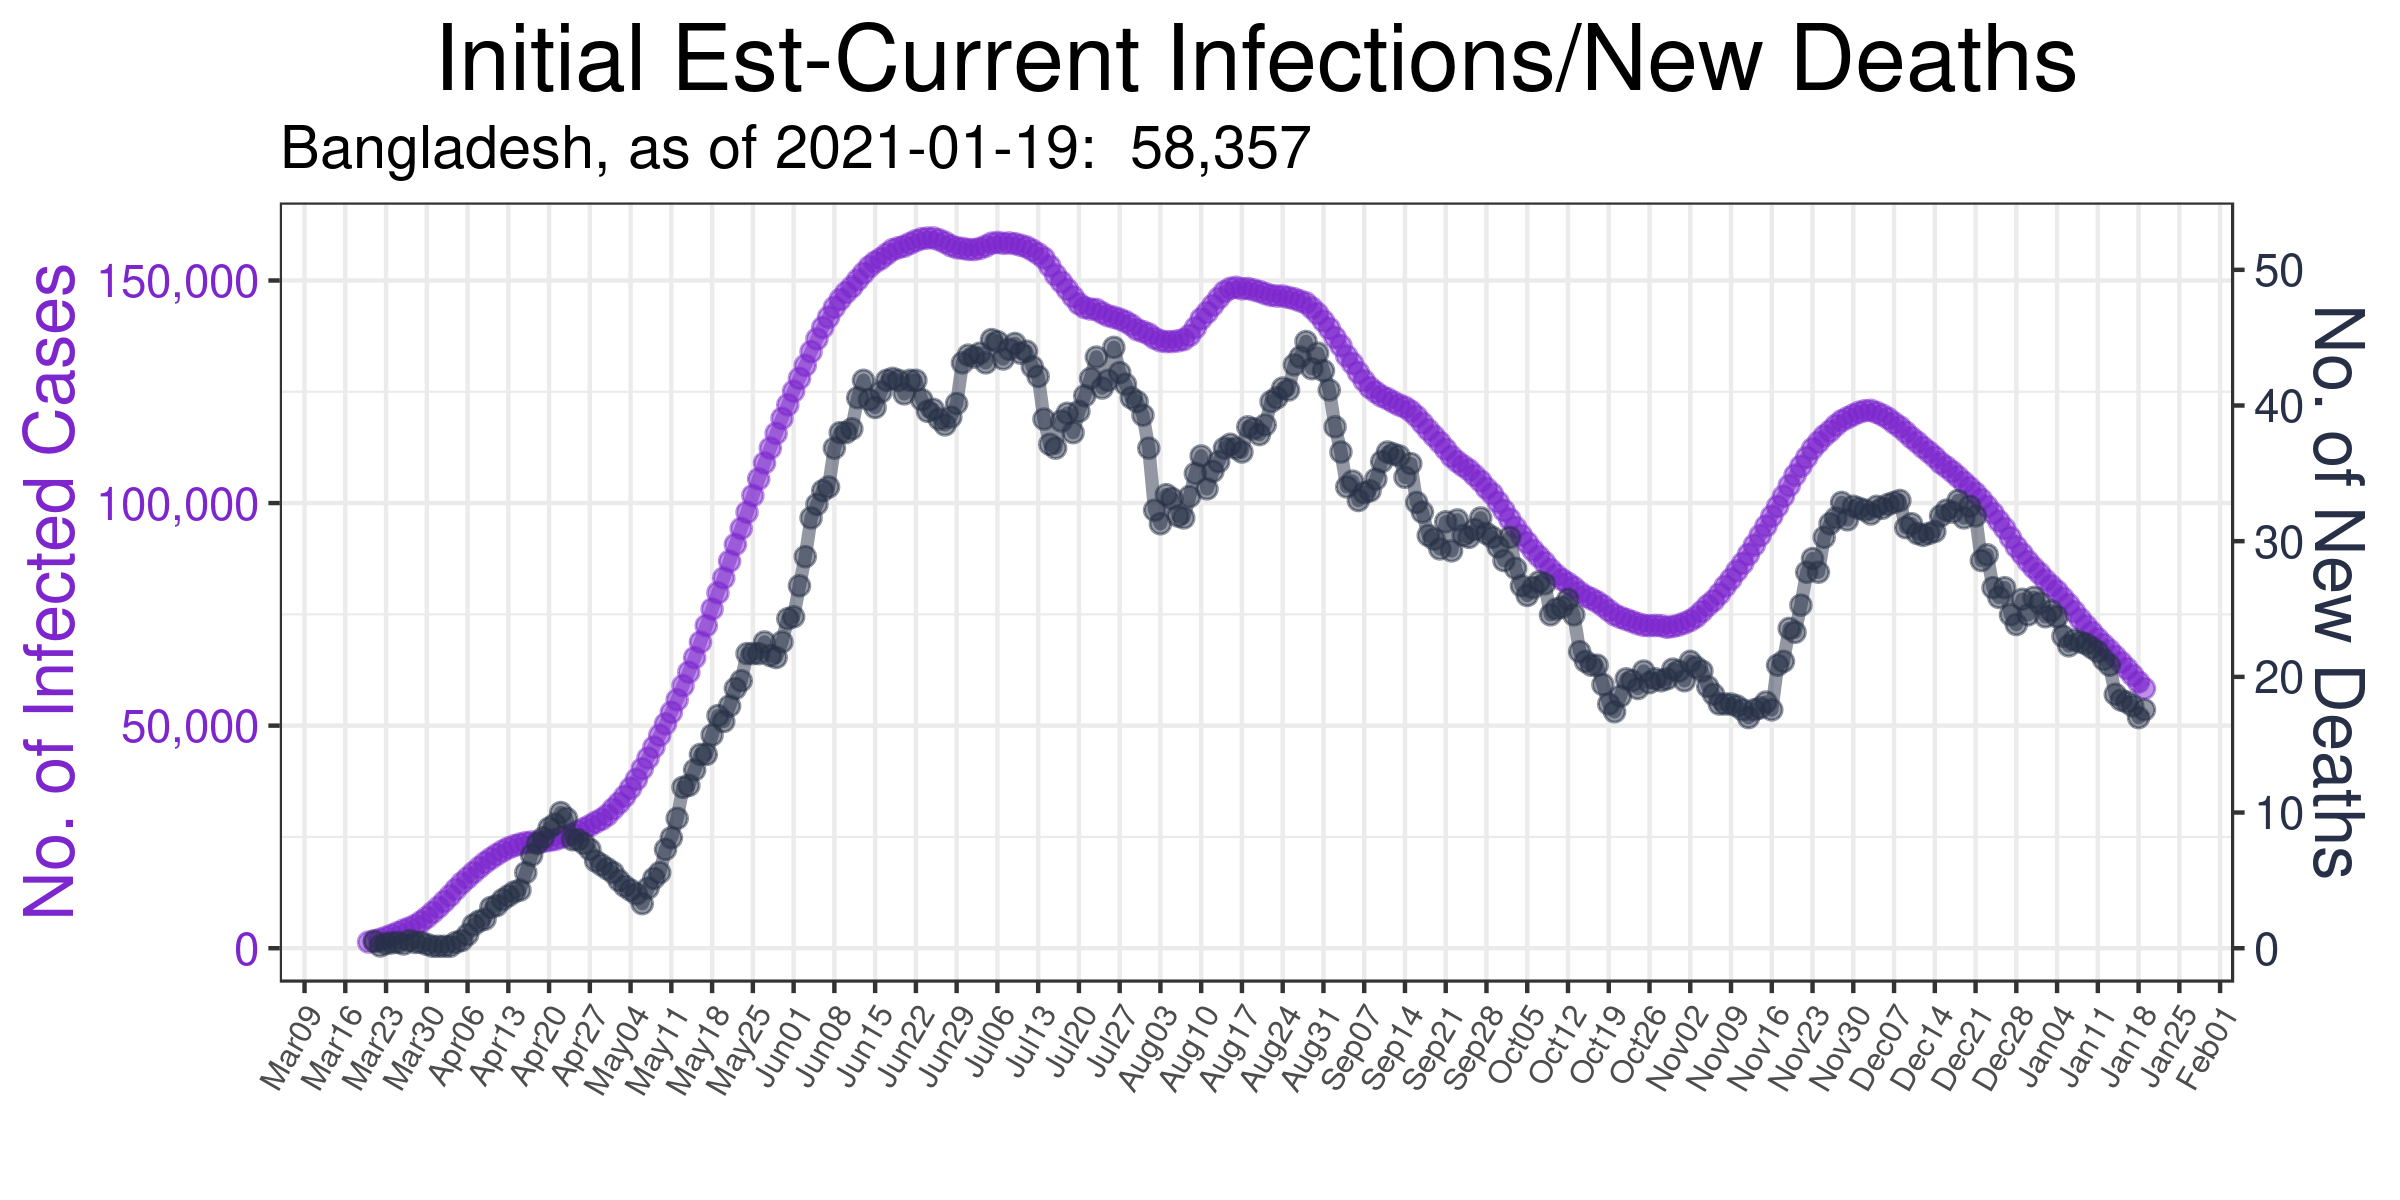 Initial Est-Current Infections/New Deaths
Bangladesh, as of 2021-01-19:  58,357
No. of Infected Cases
150,000
100,000
50,000
0
50
40
30
20
10
0
No. of New Deaths
Mar09
Mar16
Mar23
Mar30
Apr06
Apr13
Apr20
Apr27
May04
May11
May18
May25
Jun01
Jun08
Jun15
Jun22
Jun29
Jul06
Jul13
Jul20
Jul27
Aug03
Aug10
Aug17
Aug24
Aug31
Sep07
Sep14
Sep21
Sep28
Oct05
Oct12
Oct19
Oct26
Nov02
Nov09
Nov16
Nov23
Nov30
Dec07
Dec14
Dec21
Dec28
Jan04
Jan11
Jan18
Jan25
Feb01